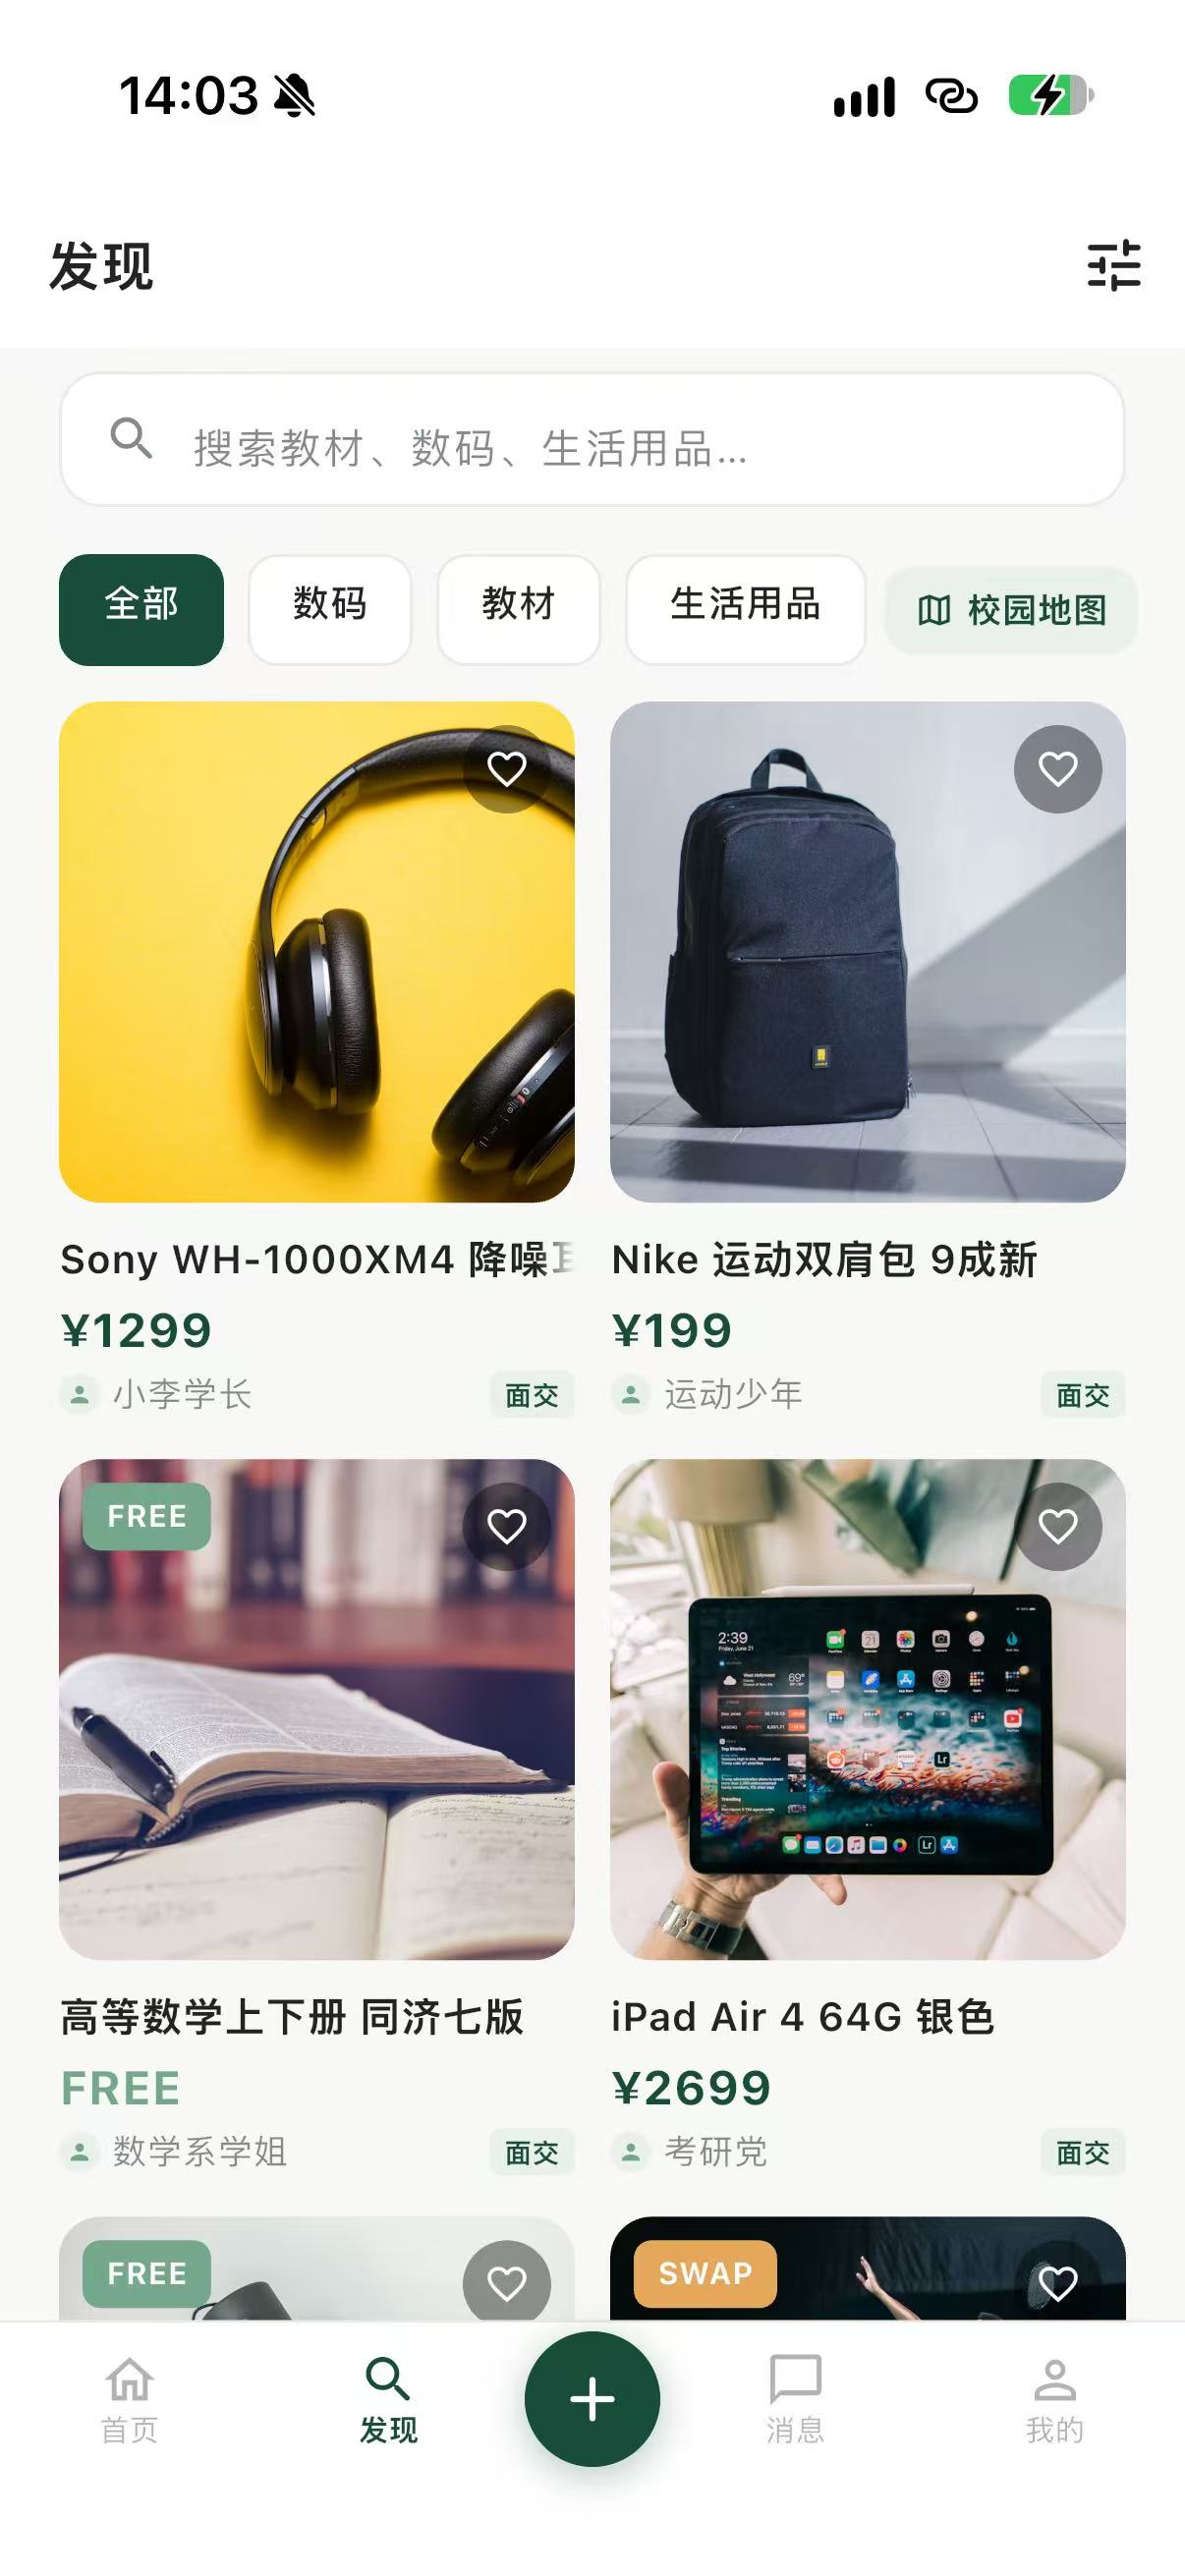 14:03
发现
搜索教材、数码、生活用品...
全部
数码
教材
生活用品
校园地图
Sony WH-1000XM4 降噪
Nike 运动双肩包 9成新
¥1299
¥199
小李学长
面交
运动少年
面交
FREE
2:39
高等数学上下册 同济七版
iPad Air 4 64G 银色
FREE
¥2699
数学系学姐
面交
考研党
面交
FREE
SWAP
首页
发现
消息
我的